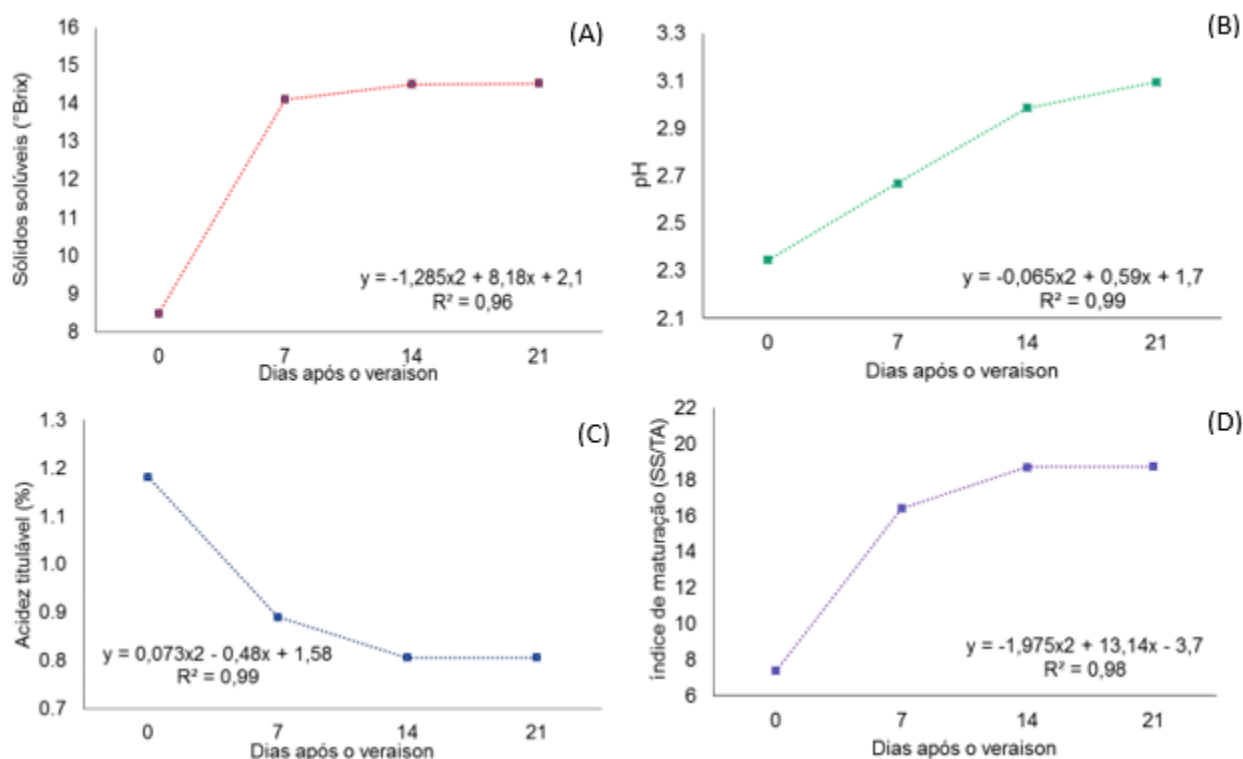 (A)
Sólidos solúveis (°Brix)
16
15
14
13
12
11
10
9
8
y = -1,285x2 + 8,18x + 2,1
R² = 0,96
0 7 14 21
Dias após o veraison
(B)
pH
3.3
3.1
2.9
2.7
2.5
2.3
2.1
y = -0,065x2 + 0,59x + 1,7
R² = 0,99
0 7 14 21
Dias após o veraison
(C)
Acidez titulável (%)
1.3
1.2
1.1
1.0
0.9
0.8
0.7
y = 0,073x2 - 0,48x + 1,58
R² = 0,99
0 7 14 21
Dias após o veraison
(D)
índice de maturação (SS/TA)
22
20
18
16
14
12
10
8
6
y = -1,975x2 + 13,14x - 3,7
R² = 0,98
0 7 14 21
Dias após o veraison